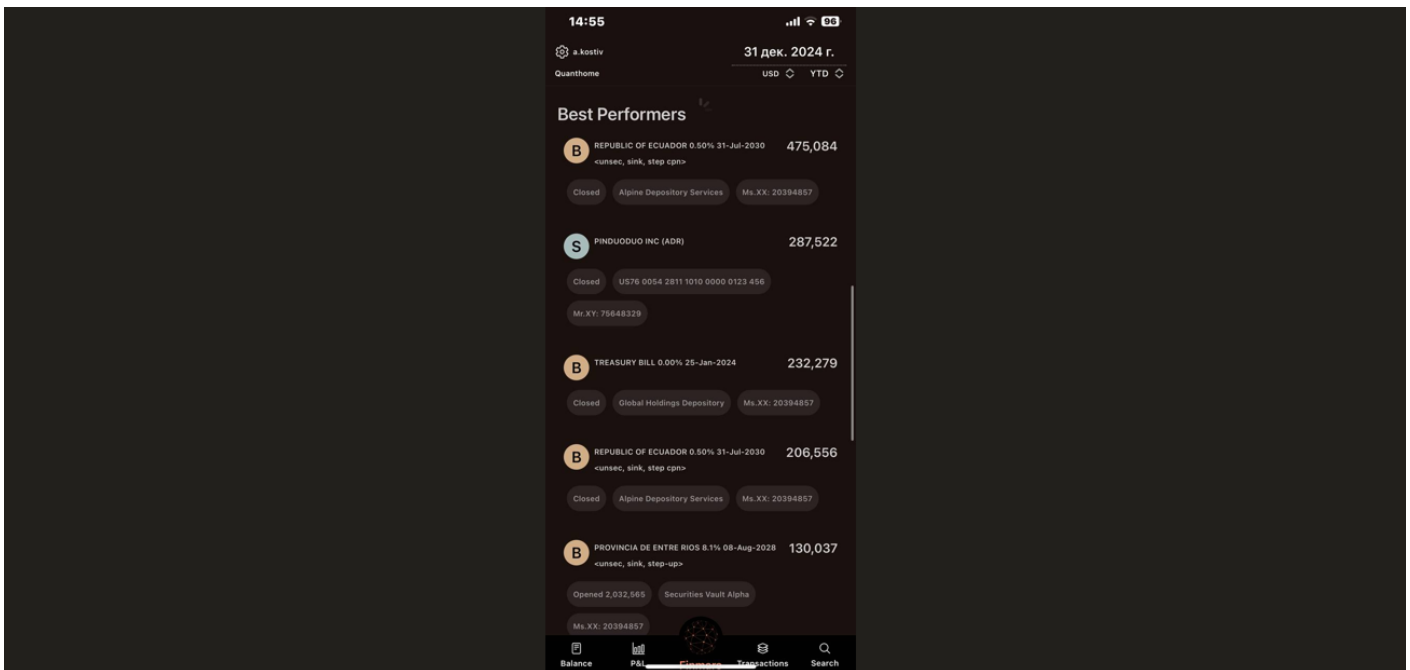 14:55
96
a.kostiv
31 дек. 2024 г.
Quanthome
USD
YTD
Best Performers
B
REPUBLIC OF ECUADOR 0.50% 31-Jul-2030
475,084
<unsec, sink, step cpn>
Closed
Alpine Depository Services
Ms.XX: 20394857
S
PINDUODUO INC (ADR)
287,522
Closed
US76 0054 2811 1010 0000 0123 456
Mr.XY: 75648329
B
TREASURY BILL 0.00% 25-Jan-2024
232,279
Closed
Global Holdings Depository
Ms.XX: 20394857
B
REPUBLIC OF ECUADOR 0.50% 31-Jul-2030
206,556
<unsec, sink, step cpn>
Closed
Alpine Depository Services
Ms.XX: 20394857
B
PROVINCIA DE ENTRE RIOS 8.1% 08-Aug-2028
130,037
<unsec, sink, step-up>
Opened 2,032,565
Securities Vault Alpha
Ms.XX: 20394857
Balance
P&L
Finmore
Transactions
Search